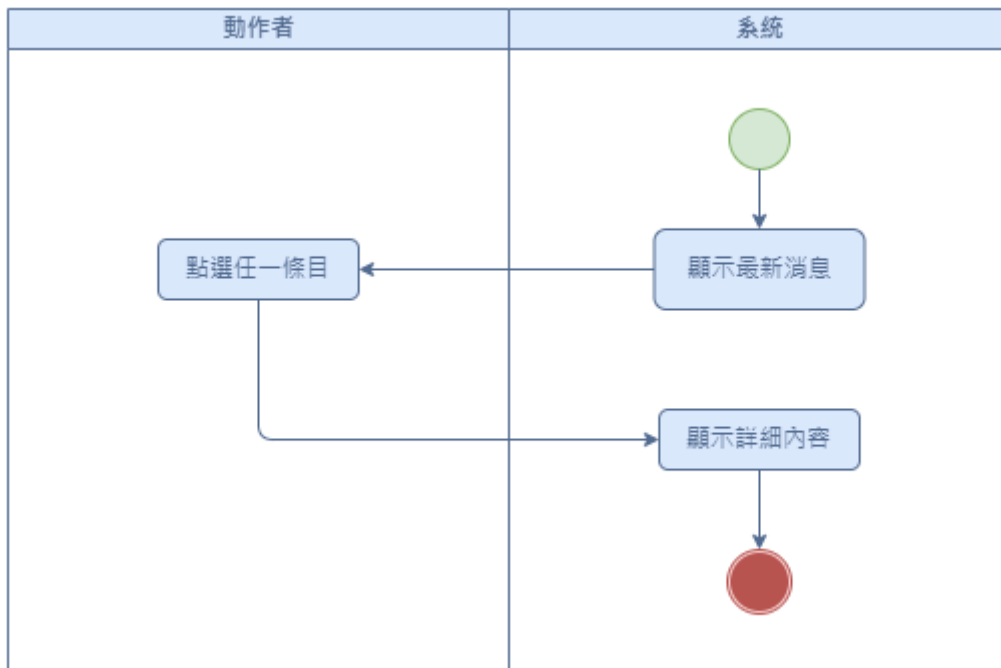 動作者
系統
顯示最新消息
點選任一條目
顯示詳細內容